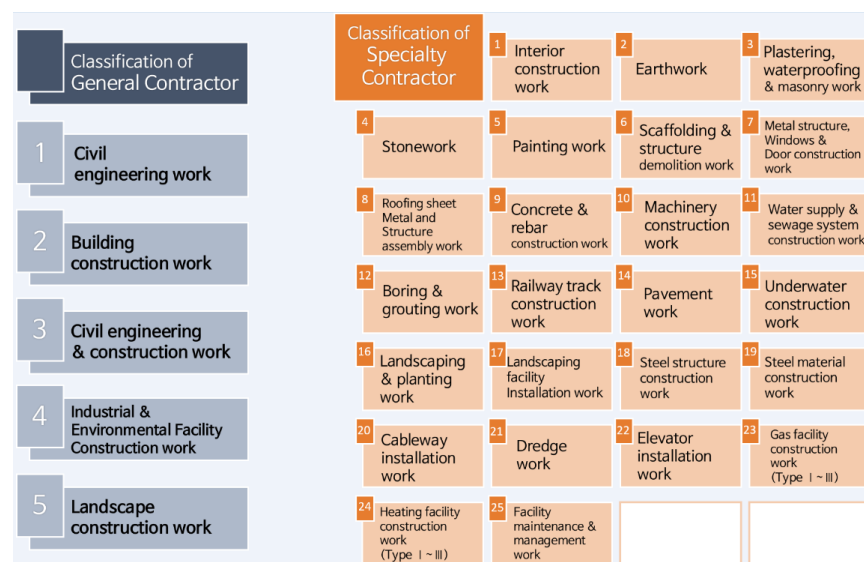 Classification of
General Contractor
1
Civil
engineering work
2
Building
construction work
3
Civil engineering
& construction work
4
Industrial &
Environmental Facility
Construction work
5
Landscape
construction work
Classification of
Specialty
Contractor
1
Interior
construction
work
2
Earthwork
3
Plastering,
waterproofing
& masonry work
4
Stonework
5
Painting work
6
Scaffolding &
structure
demolition work
7
Metal structure,
Windows &
Door construction
work
8
Roofing sheet
Metal and
Structure
assembly work
9
Concrete &
rebar
construction work
10
Machinery
construction
work
11
Water supply &
sewage system
construction work
12
Boring &
grouting work
13
Railway track
construction
work
14
Pavement
work
15
Underwater
construction
work
16
Landscaping
& planting
work
17
Landscaping
facility
Installation work
18
Steel structure
construction
work
19
Steel material
construction
work
20
Cableway
installation
work
21
Dredge
work
22
Elevator
installation
work
23
Gas facility
construction
work
(Type Ⅰ~Ⅲ)
24
Heating facility
construction
work
(Type Ⅰ~Ⅲ)
25
Facility
maintenance &
management
work